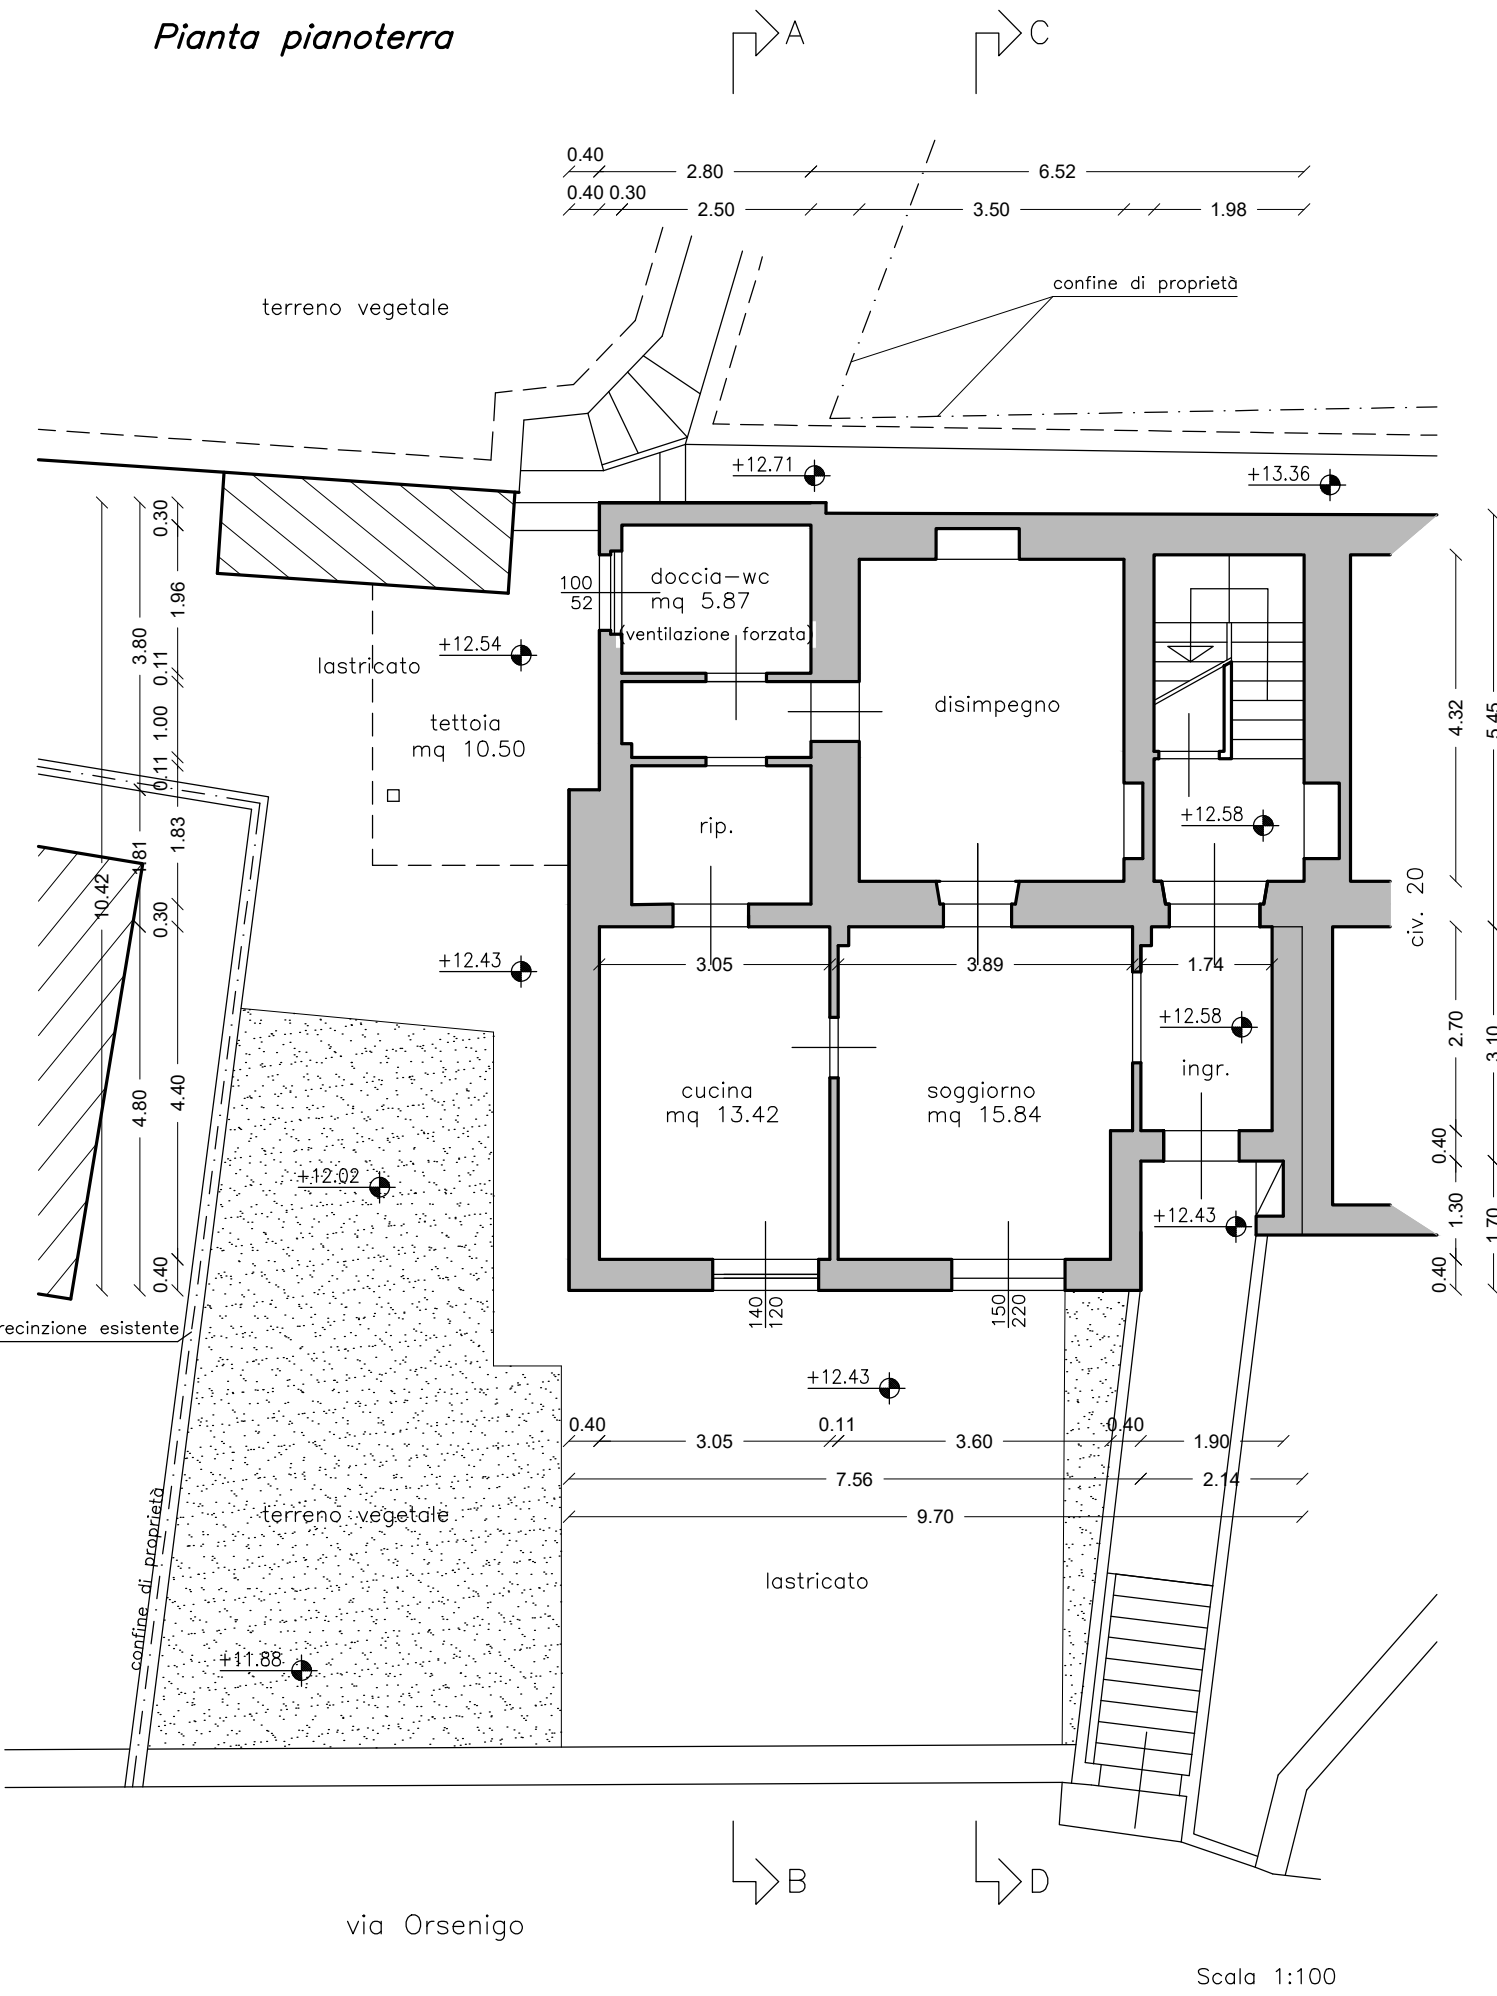 Pianta pianoterra
A
C
0.40
2.80
6.52
0.40
0.30
2.50
3.50
1.98
confine di proprietà
terreno vegetale
+12.71
+13.36
0.30
1.96
3.80
0.11
1.00
0.11
1.83
10.42
0.30
4.80
4.40
0.40
100
52
doccia-wc
mq 5.87
(ventilazione forzata)
+12.54
lastricato
tettoia
mq 10.50
disimpegno
rip.
+12.58
4.32
5.45
civ. 20
+12.43
3.05
3.89
1.74
+12.58
ingr.
cucina
mq 13.42
soggiorno
mq 15.84
2.70
3.10
0.40
1.30
1.70
0.40
+12.02
+12.43
140
120
150
220
recinzione esistente
+12.43
0.40
3.05
0.11
3.60
0.40
1.90
7.56
2.14
9.70
terreno vegetale
confine di proprietà
lastricato
+11.88
B
D
via Orsenigo
Scala 1:100